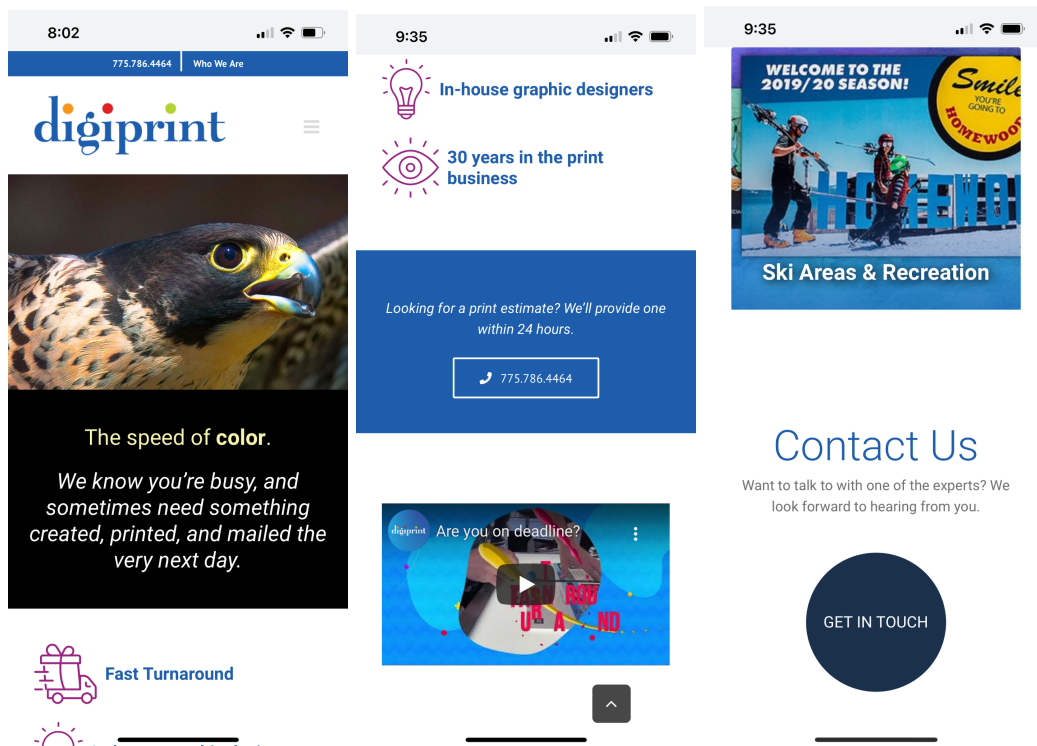 8:02
775.786.4464 Who We Are
digiprint
The speed of color.
We know you're busy, and
sometimes need something
created, printed, and mailed the
very next day.
Fast Turnaround
9:35
In-house graphic designers
30 years in the print
business
Looking for a print estimate? We'll provide one
within 24 hours.
775.786.4464
digiprint Are you on deadline?
9:35
WELCOME TO THE
2019/20 SEASON!
Smile
YOU'RE
GOING TO
HOMEWOO
HOMEWO
Ski Areas & Recreation
Contact Us
Want to talk to with one of the experts? We
look forward to hearing from you.
GET IN TOUCH